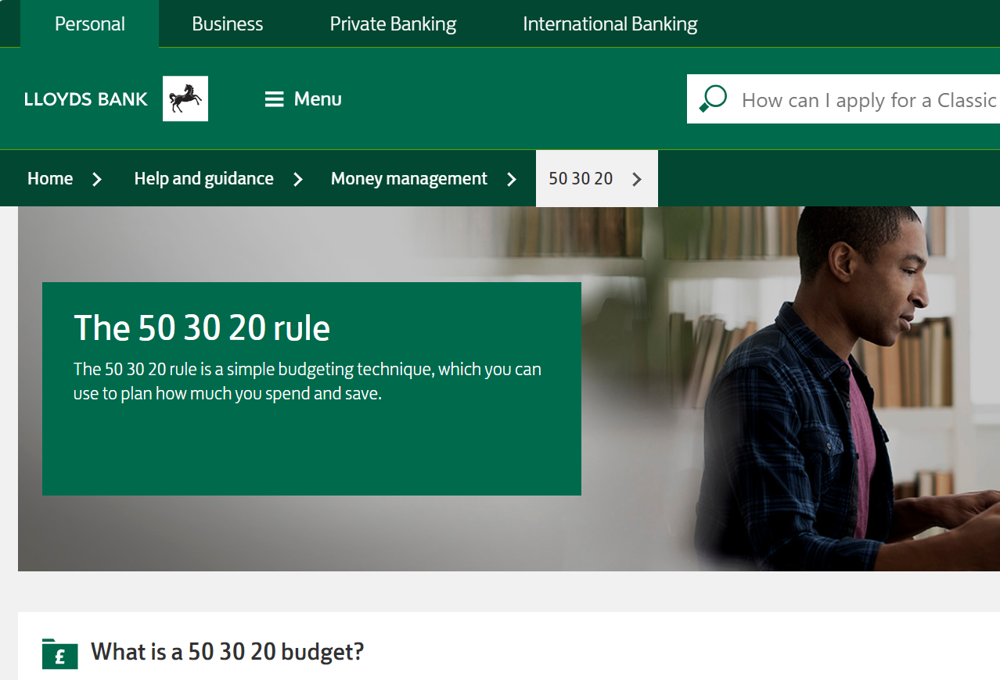 Personal Business Private Banking International Banking
LLOYDS BANK Menu How can I apply for a Classic
Home Help and guidance Money management 50 30 20
The 50 30 20 rule
The 50 30 20 rule is a simple budgeting technique, which you can
use to plan how much you spend and save.
£ What is a 50 30 20 budget?